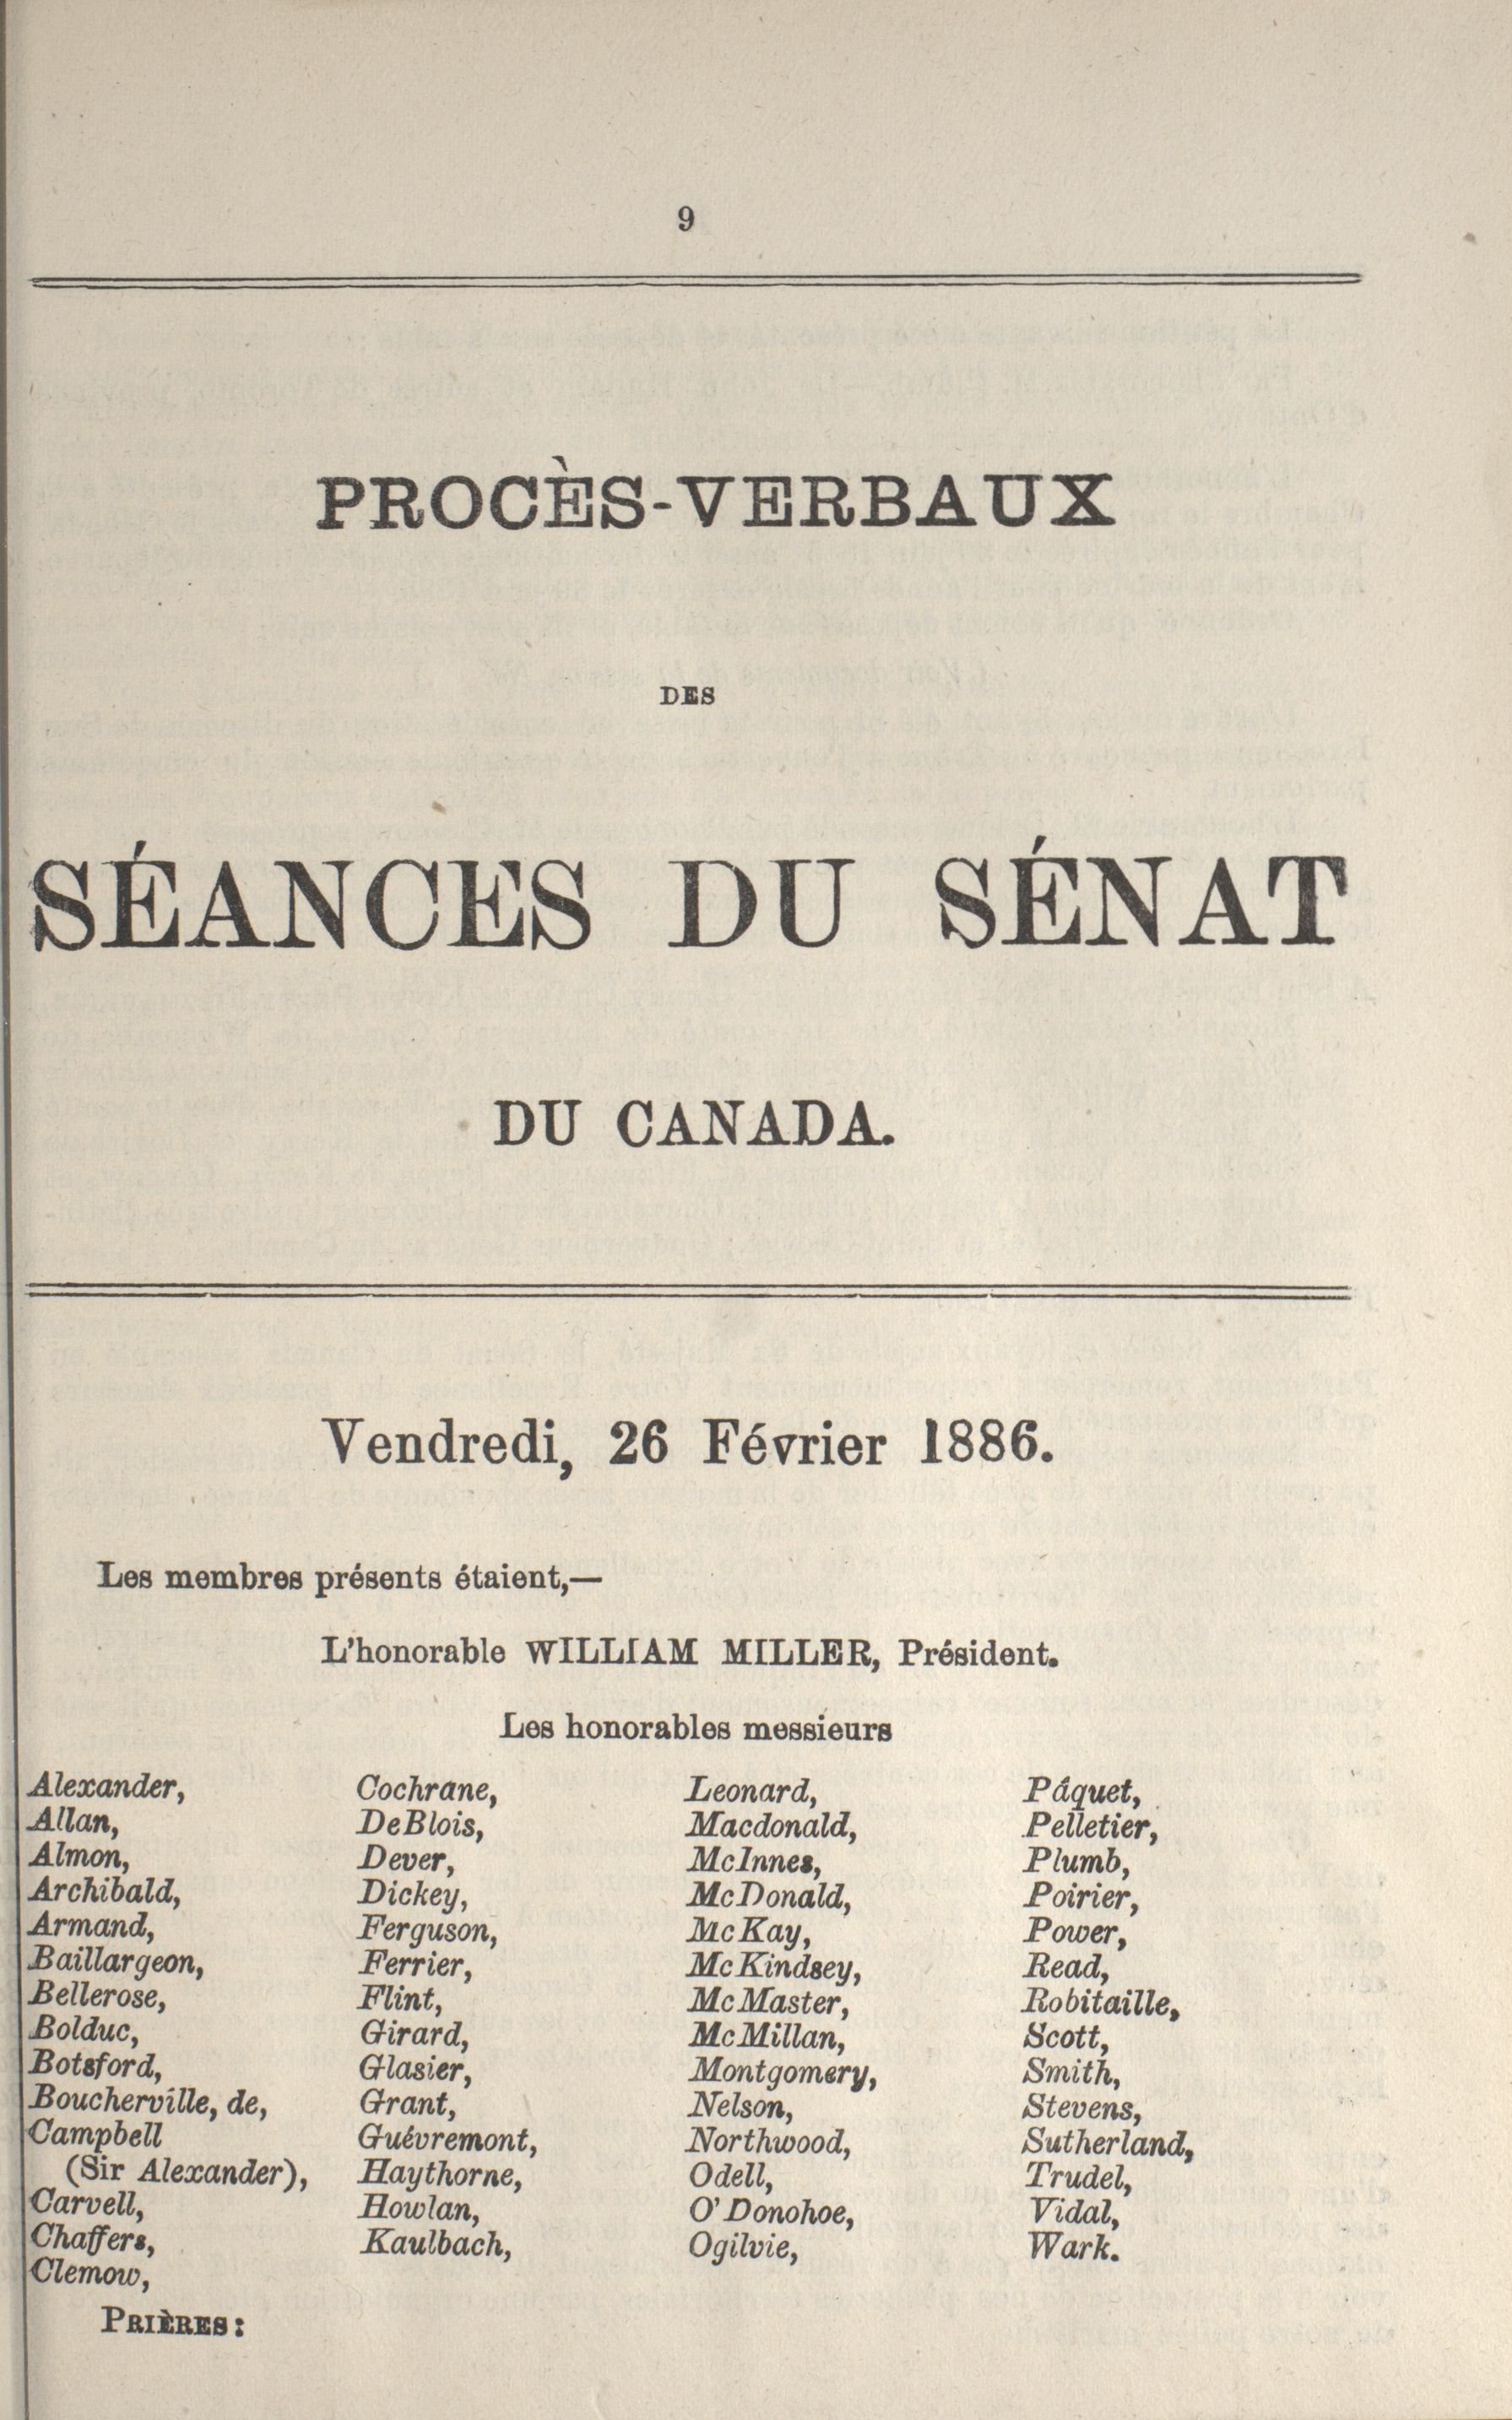 9
PROCÈS-VERBAUX
DES
SÉANCES DU SÉNAT
DU CANADA.
Vendredi, 26 Février 1886.
Les membres présents étaient,—
L'honorable WILLIAM MILLER, Président.
Les honorables messieurs
Alexander,
Allan,
Almon,
Archibald,
Armand,
Baillargeon,
Bellerose,
Bolduc,
Botsford,
Boucherville, de,
Campbell
(Sir Alexander),
Carvell,
Chaffers,
Clemow,
Cochrane,
DeBlois,
Dever,
Dickey,
Ferguson,
Ferrier,
Flint,
Girard,
Glasier,
Grant,
Guévremont,
Haythorne,
Howlan,
Kaulbach,
Leonard,
Macdonald,
McInnes,
McDonald,
McKay,
McKindsey,
McMaster,
McMillan,
Montgomery,
Nelson,
Northwood,
Odell,
O'Donohoe,
Ogilvie,
Pâquet,
Pelletier,
Plumb,
Poirier,
Power,
Read,
Robitaille,
Scott,
Smith,
Stevens,
Sutherland,
Trudel,
Vidal,
Wark.
PRIÈRES: